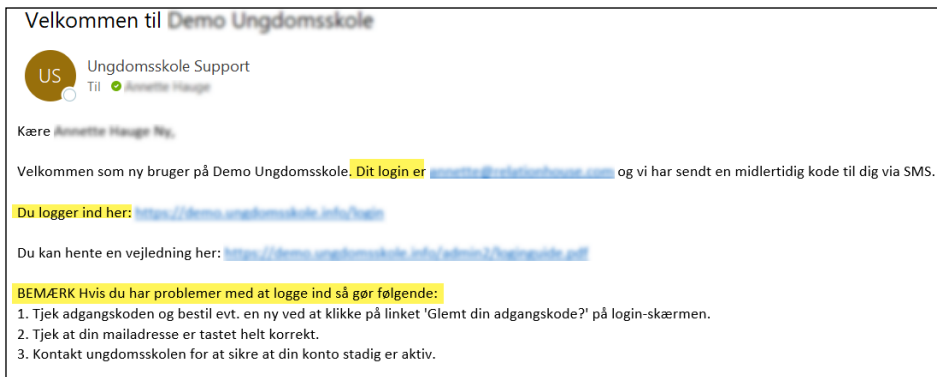 Velkommen til
US
Ungdomsskole Support
Til
Kære
Velkommen som ny bruger på Demo Ungdomsskole. Dit login er og vi har sendt en midlertidig kode til dig via SMS.
Du logger ind her:
Du kan hente en vejledning her:
BEMÆRK Hvis du har problemer med at logge ind så gør følgende:
1. Tjek adgangskoden og bestil evt. en ny ved at klikke på linket 'Glemt din adgangskode?' på login-skærmen.
2. Tjek at din mailadresse er tastet helt korrekt.
3. Kontakt ungdomsskolen for at sikre at din konto stadig er aktiv.